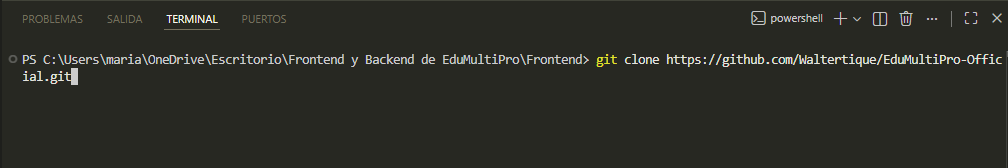 PROBLEMAS SALIDA TERMINAL PUERTOS powershell
PS C:\Users\maria\OneDrive\Escritorio\Frontend y Backend de EduMultiPro\Frontend> git clone https://github.com/Waltertique/EduMultiPro-Offic
ial.git